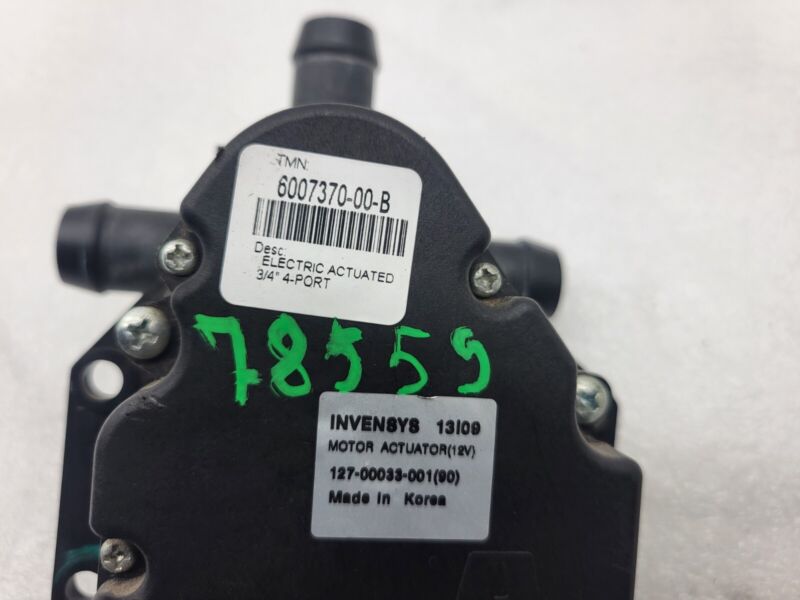 TMN:
6007370-00-B
Desc:
ELECTRIC ACTUATED
3/4" 4-PORT
78559
INVENSYS 13I09
MOTOR ACTUATOR(12V)
127-00033-001(90)
Made In Korea